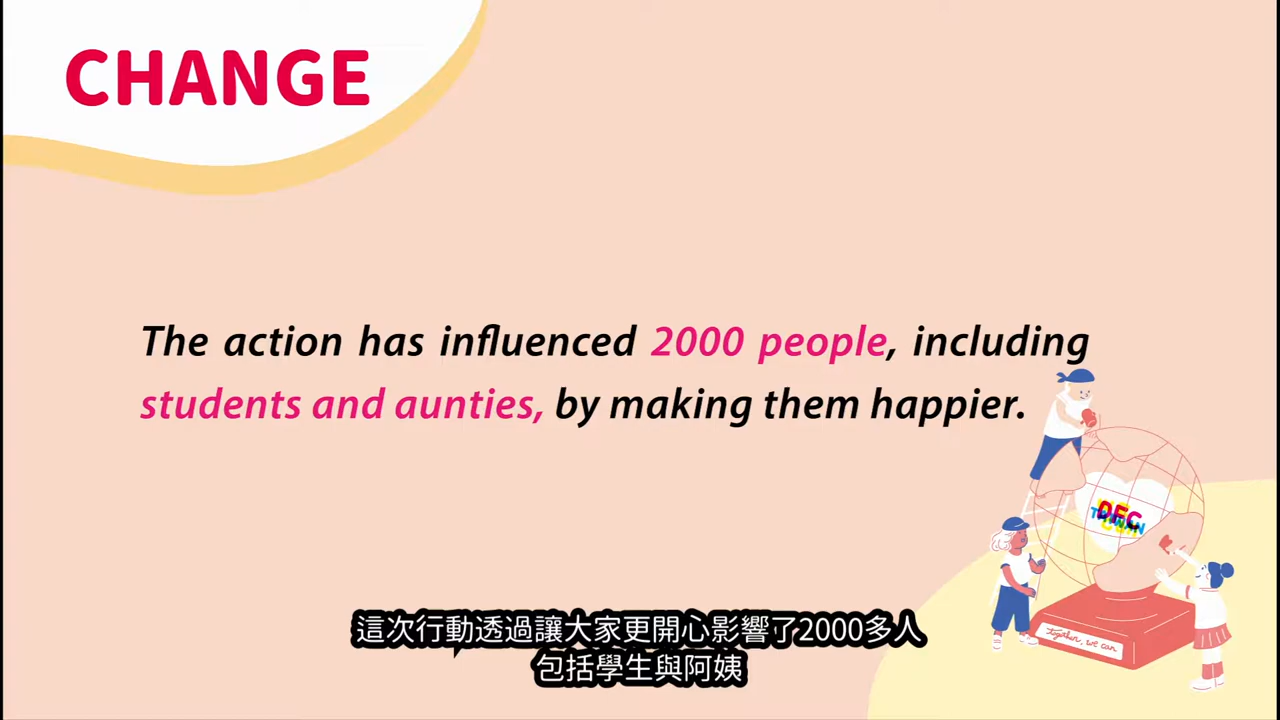 CHANGE
The action has influenced 2000 people, including
students and aunties, by making them happier.
DFC
TAIWAN
together, we can
這次行動透過讓大家更開心影響了2000多人
包括學生與阿姨